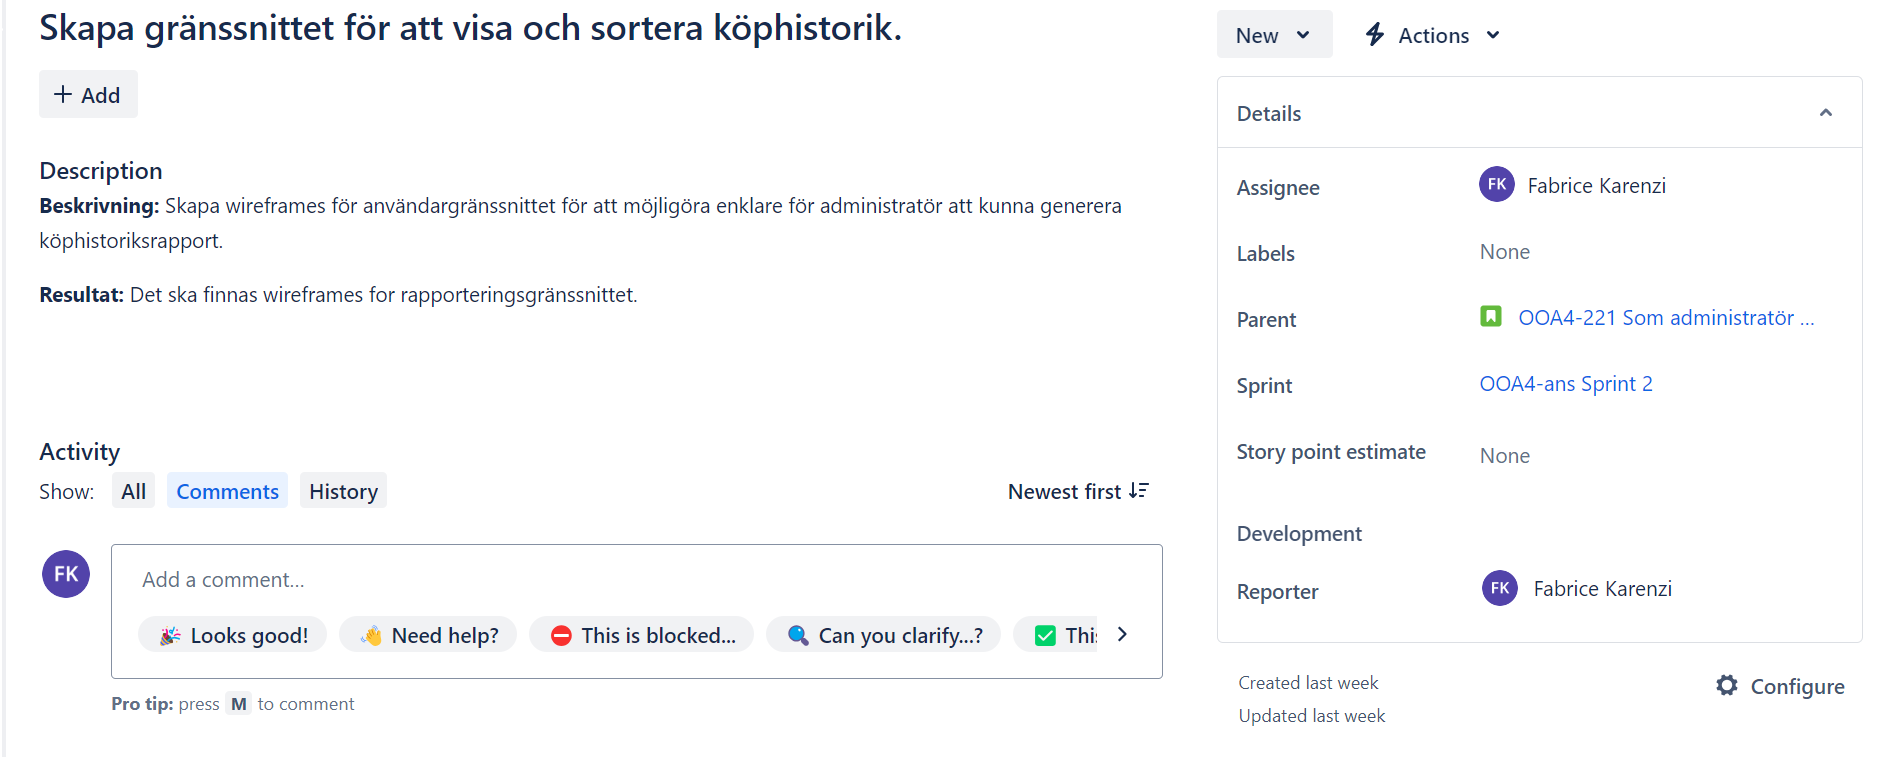 Skapa gränssnittet för att visa och sortera köphistorik.
+ Add
Description
Beskrivning: Skapa wireframes för användargränssnittet för att möjligöra enklare för administratör att kunna generera
köphistoriksrapport.
Resultat: Det ska finnas wireframes for rapporteringsgränssnittet.
Activity
Show: All Comments History
Newest first
FK
Add a comment...
🎉 Looks good!
👋 Need help?
⛔ This is blocked...
🔍 Can you clarify...?
✅ This
Pro tip: press M to comment
New
Actions
Details
Assignee FK Fabrice Karenzi
Labels None
Parent OOA4-221 Som administratör ...
Sprint OOA4-ans Sprint 2
Story point estimate None
Development
Reporter FK Fabrice Karenzi
Created last week
Updated last week
Configure